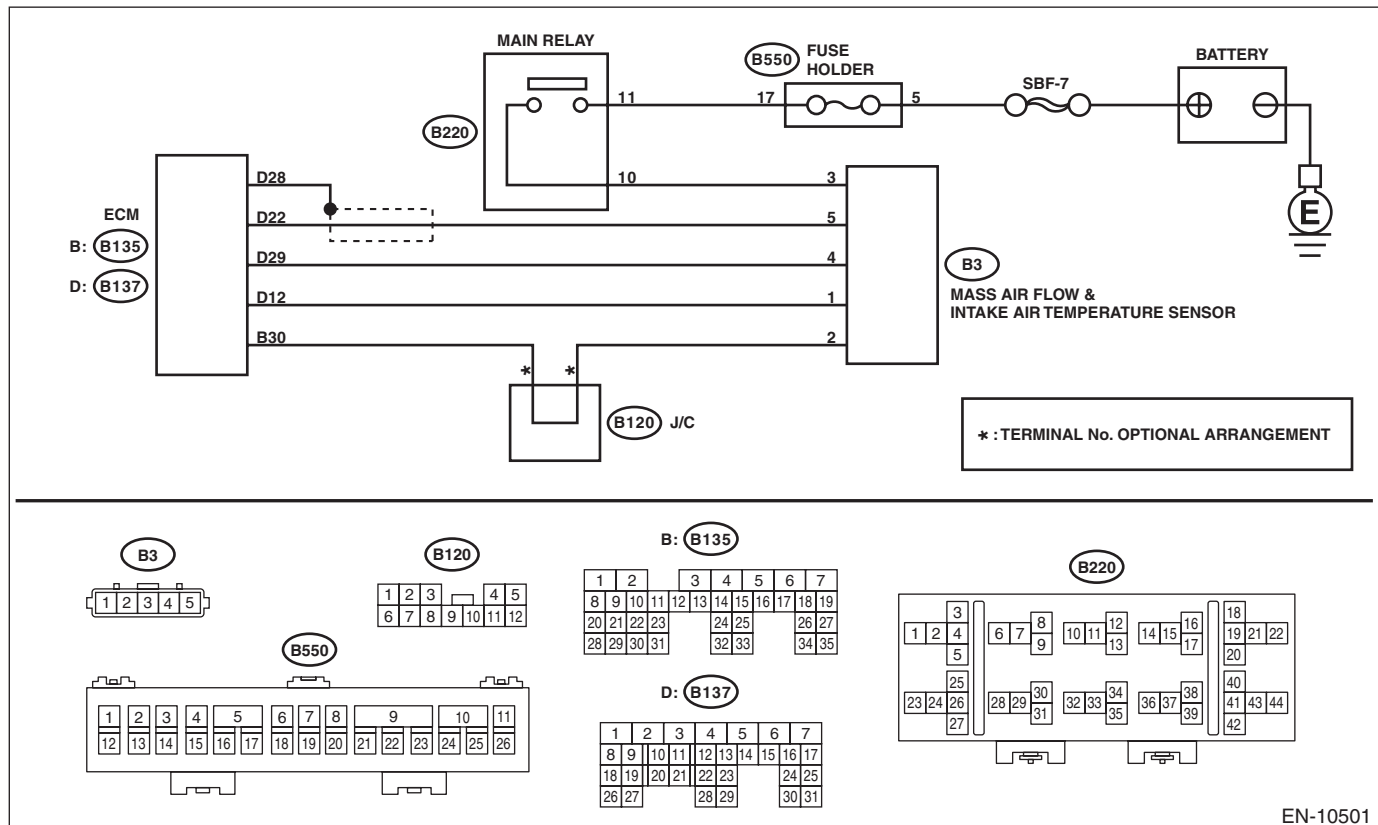 MAIN RELAY
B550
FUSE
HOLDER
BATTERY
SBF-7
11
17
5
B220
10
3
D28
ECM
D22
5
B: B135
D29
4
B3
D: B137
MASS AIR FLOW &
INTAKE AIR TEMPERATURE SENSOR
D12
1
B30
2
E
* *
B120 J/C
* : TERMINAL No. OPTIONAL ARRANGEMENT
B3
1 2 3 4 5
B120
1 2 3 4 5
6 7 8 9 10 11 12
B: B135
1 2 3 4 5 6 7
8 9 10 11 12 13 14 15 16 17 18 19
20 21 22 23 24 25 26 27
28 29 30 31 32 33 34 35
B220
3 8 12 16 18
1 2 4 6 7 10 11 14 15 19 21 22
5 9 13 17 20
25 30 34 38 40
23 24 26 28 29 32 33 36 37 41 43 44
27 31 35 39 42
B550
1 2 3 4 5 6 7 8 9 10 11
12 13 14 15 16 17 18 19 20 21 22 23 24 25 26
D: B137
1 2 3 4 5 6 7
8 9 10 11 12 13 14 15 16 17
18 19 20 21 22 23 24 25
26 27 28 29 30 31
EN-10501